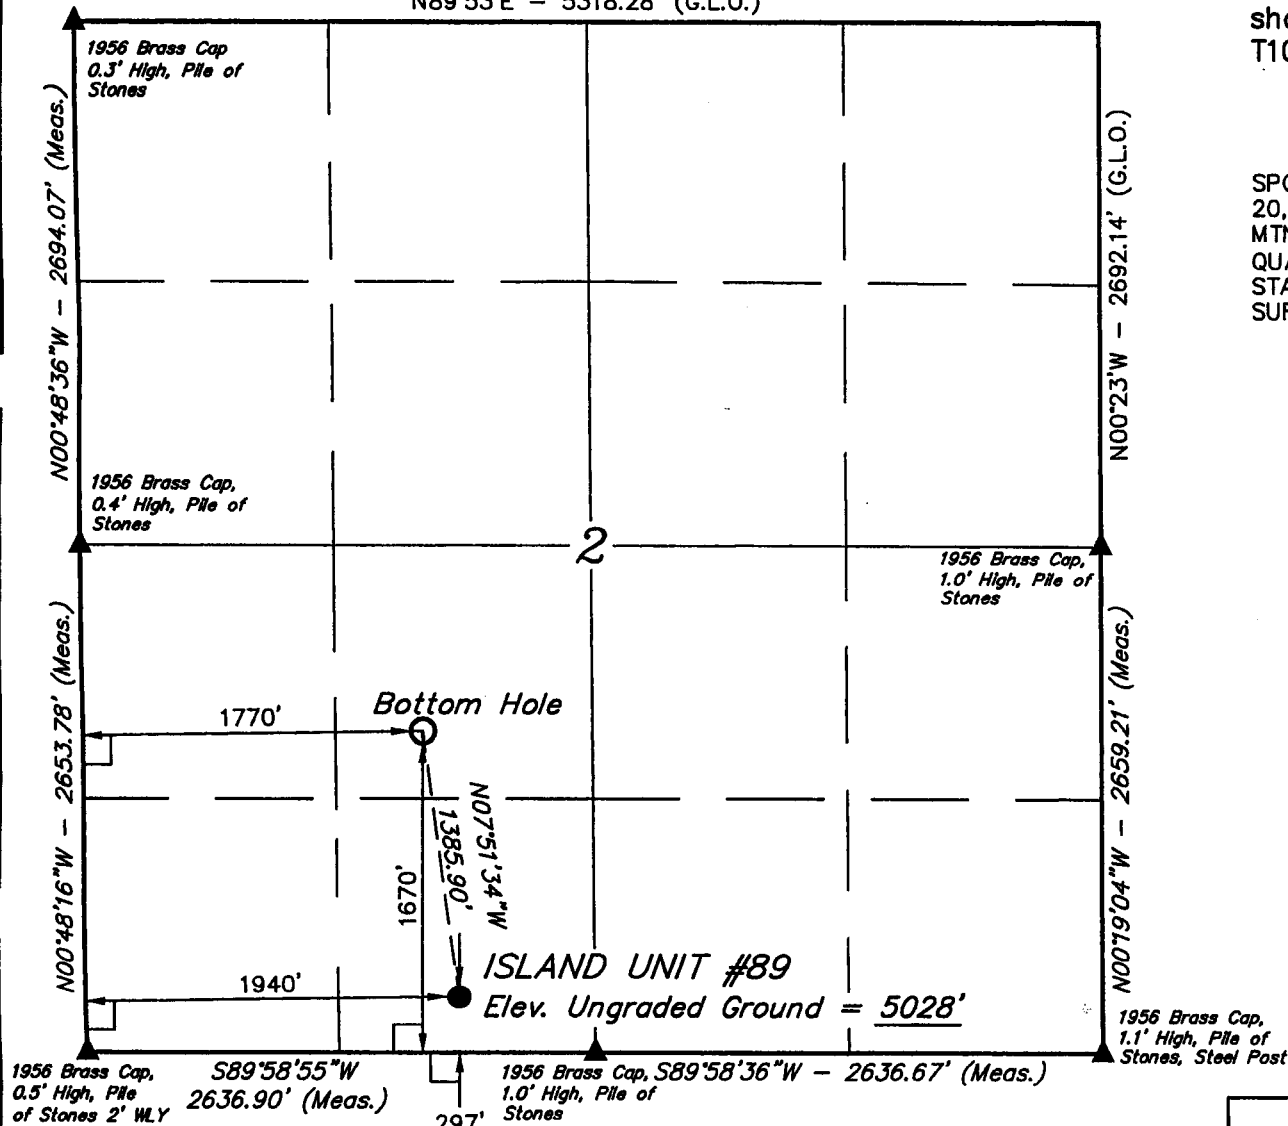 N89°53'E - 5318.28' (G.L.O.)
1956 Brass Cap
0.3' High, Pile of
Stones
N00°48'36"W - 2694.07' (Meas.)
N00°23'W - 2692.14' (G.L.O.)
T10
20,
1956 Brass Cap,
0.4' High, Pile of
Stones
2
1956 Brass Cap,
1.0' High, Pile of
Stones
N00°48'16"W - 2653.78' (Meas.)
N00°19'04"W - 2659.21' (Meas.)
Bottom Hole
1770'
N07°51'34"W
1385.90'
1670'
ISLAND UNIT #89
1940'
Elev. Ungraded Ground = 5028'
1956 Brass Cap,
1.1' High, Pile of
Stones, Steel Post
1956 Brass Cap,
0.5' High, Pile
of Stones 2' WLY
S89°58'55"W
2636.90' (Meas.)
297'
1956 Brass Cap,
1.0' High, Pile of
Stones
S89°58'36"W - 2636.67' (Meas.)